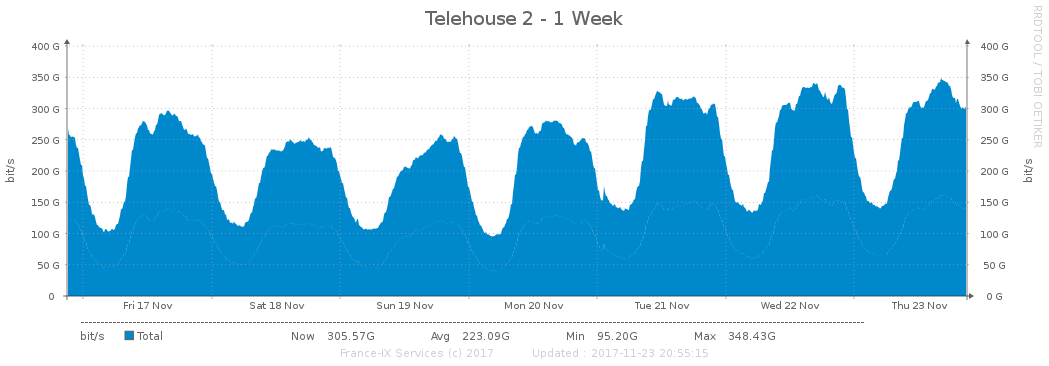 Telehouse 2 - 1 Week
RRDTOOL / TOBI OETIKER
400 G 400 G
350 G 350 G
300 G 300 G
250 G 250 G
200 G 200 G
150 G 150 G
100 G 100 G
50 G 50 G
0 0 G
bit/s
bit/s
Fri 17 Nov Sat 18 Nov Sun 19 Nov Mon 20 Nov Tue 21 Nov Wed 22 Nov Thu 23 Nov
bit/s Total Now 305.57G Avg 223.09G Min 95.20G Max 348.43G
France-IX Services (c) 2017 Updated : 2017-11-23 20:55:15